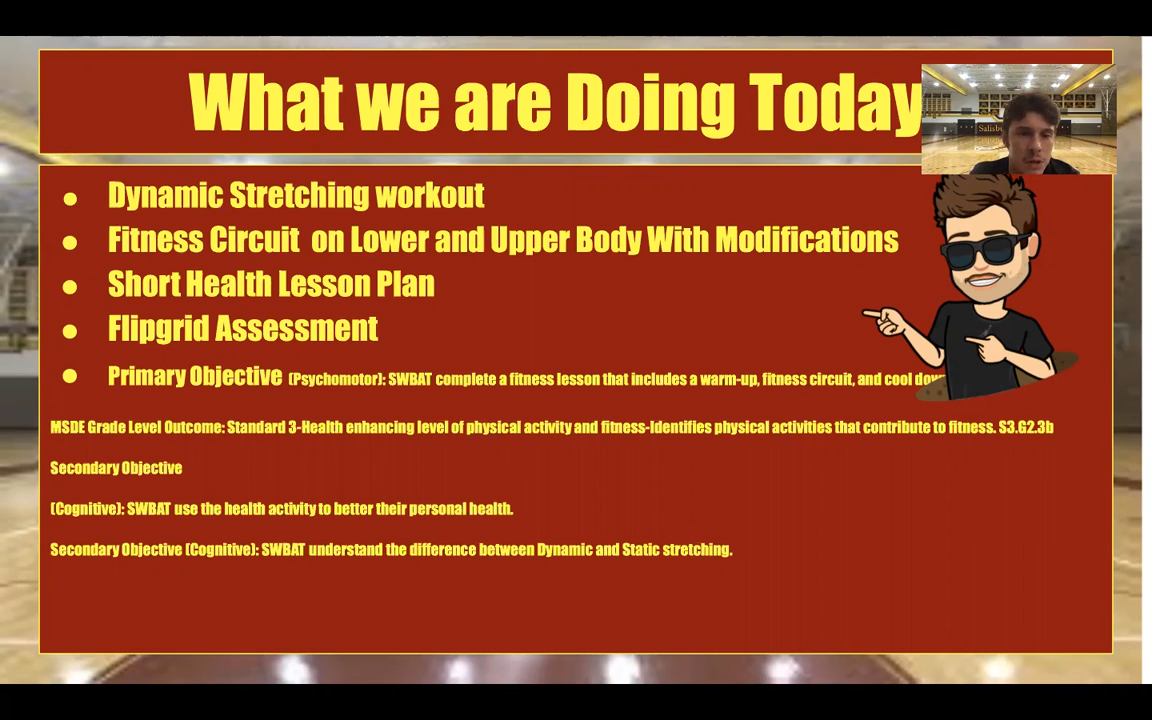 What we are Doing Today
● Dynamic Stretching workout
● Fitness Circuit on Lower and Upper Body With Modifications
● Short Health Lesson Plan
● Flipgrid Assessment
● Primary Objective (Psychomotor): SWBAT complete a fitness lesson that includes a warm-up, fitness circuit, and cool
MSDE Grade Level Outcome: Standard 3-Health enhancing level of physical activity and fitness-Identifies physical activities that contribute to fitness. S3.G2.3b
Secondary Objective
(Cognitive): SWBAT use the health activity to better their personal health.
Secondary Objective (Cognitive): SWBAT understand the difference between Dynamic and Static stretching.